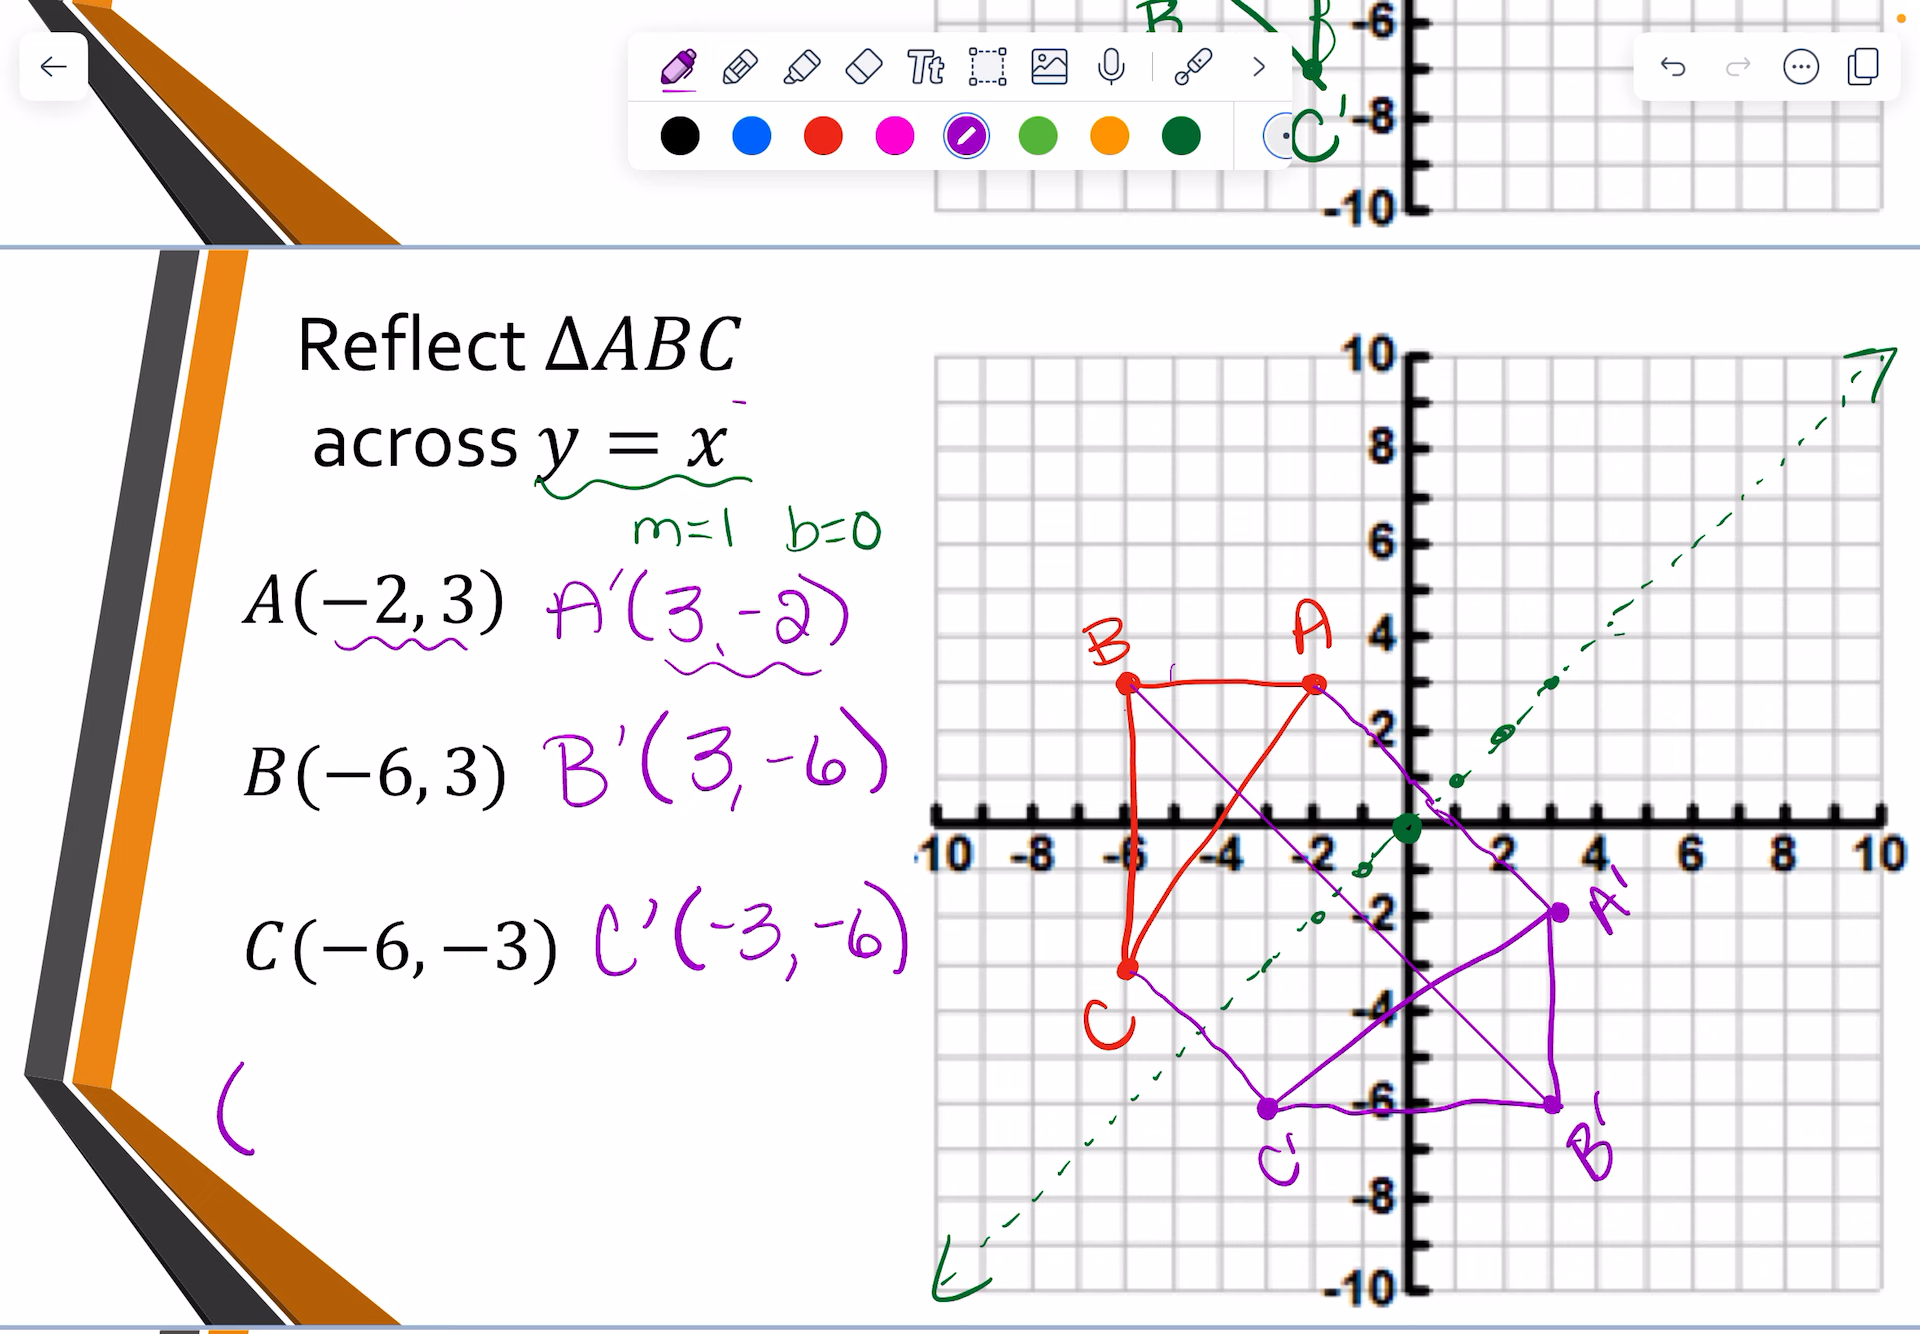 B
-6
-8
C'
-10
Tt
Reflect ΔABC
across y = x
m=1 b=0
A(−2, 3) A'(3, -2)
B(−6, 3) B'(3, -6)
C(−6, −3) C'(-3, -6)
(
10
8
6
4
2
-10 -8 -6 -4 -2 2 4 6 8 10
-2
-4
-6
-8
-10
B A
C
A'
B'
C'